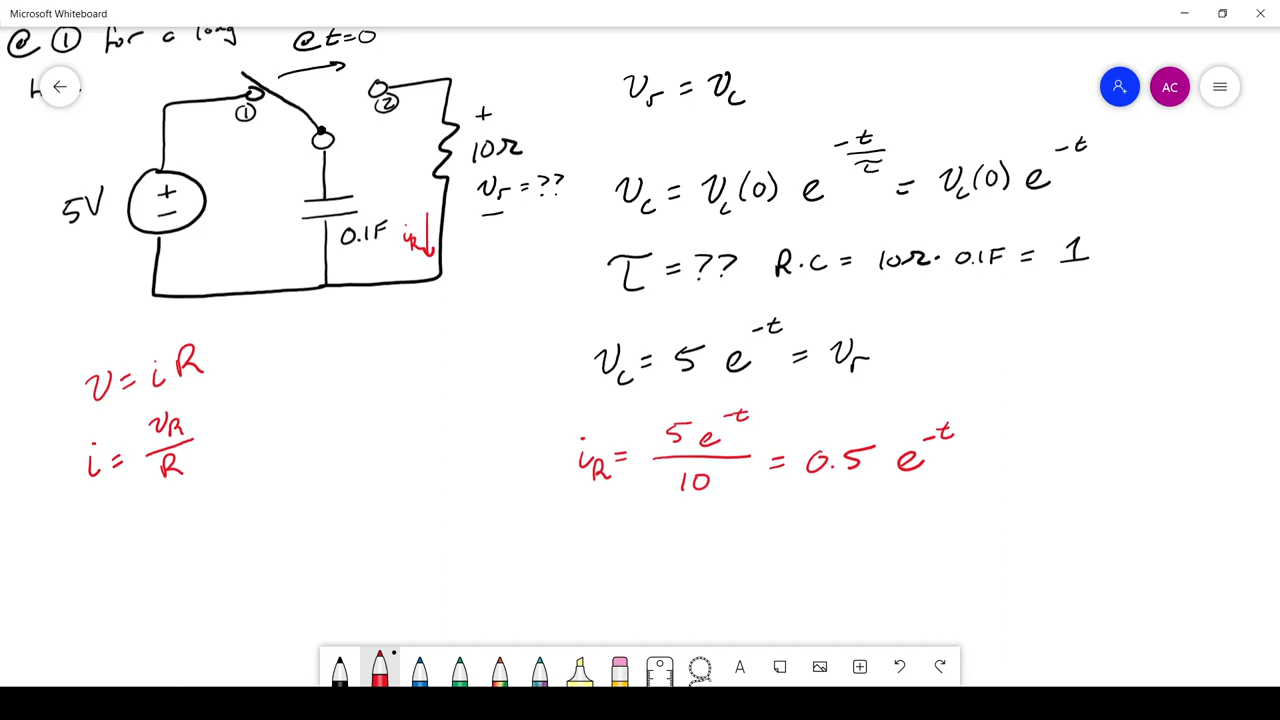 Microsoft Whiteboard
@ ① for a long
@ t=0
①
②
+
10Ω
v_r = ??
−
5V
+
−
0.1F
i_R
v_r = v_c
v_c = v_c(0) e^{-t/τ} = v_c(0) e^{-t}
τ = ?? R·C = 10Ω · 0.1F = 1
v_c = 5 e^{-t} = v_r
v = iR
i = v_R/R
i_R = 5e^{-t}/10 = 0.5 e^{-t}
AC
A